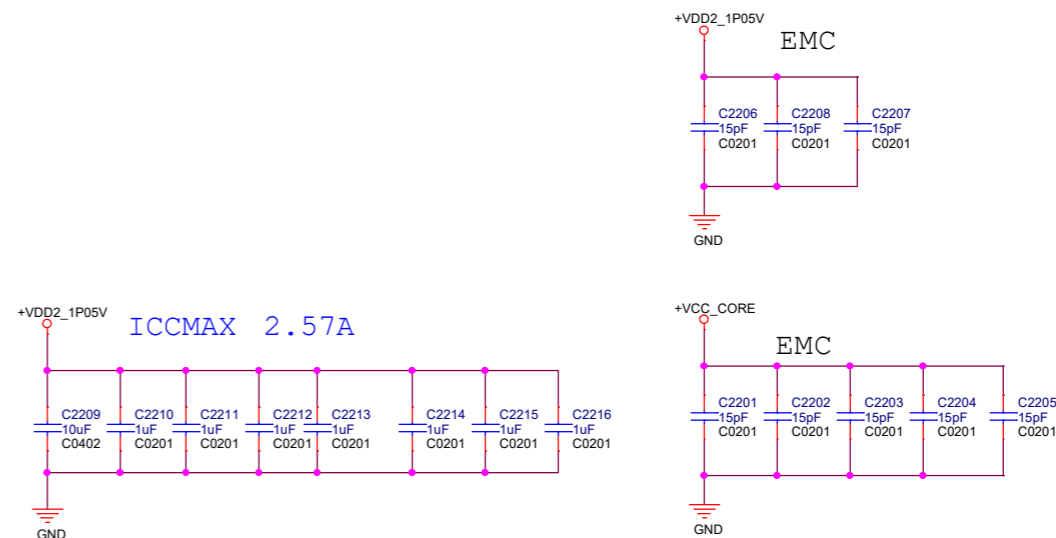 +VDD2_1P05V
EMC
C2206
15pF
C0201
C2208
15pF
C0201
C2207
15pF
C0201
GND
+VDD2_1P05V
ICCMAX 2.57A
C2209
10uF
C0402
C2210
1uF
C0201
C2211
1uF
C0201
C2212
1uF
C0201
C2213
1uF
C0201
C2214
1uF
C0201
C2215
1uF
C0201
C2216
1uF
C0201
GND
+VCC_CORE
EMC
C2201
15pF
C0201
C2202
15pF
C0201
C2203
15pF
C0201
C2204
15pF
C0201
C2205
15pF
C0201
GND